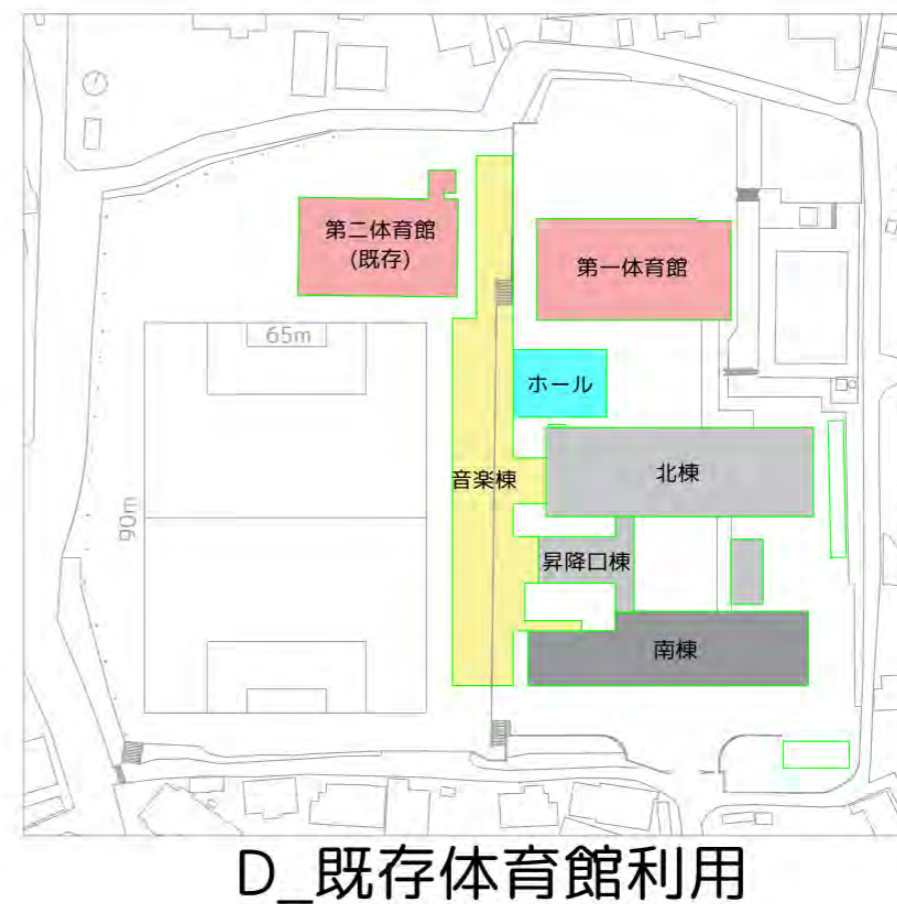 第二体育館
(既存)
第一体育館
65m
ホール
音楽棟
北棟
90m
昇降口棟
南棟
D_既存体育館利用